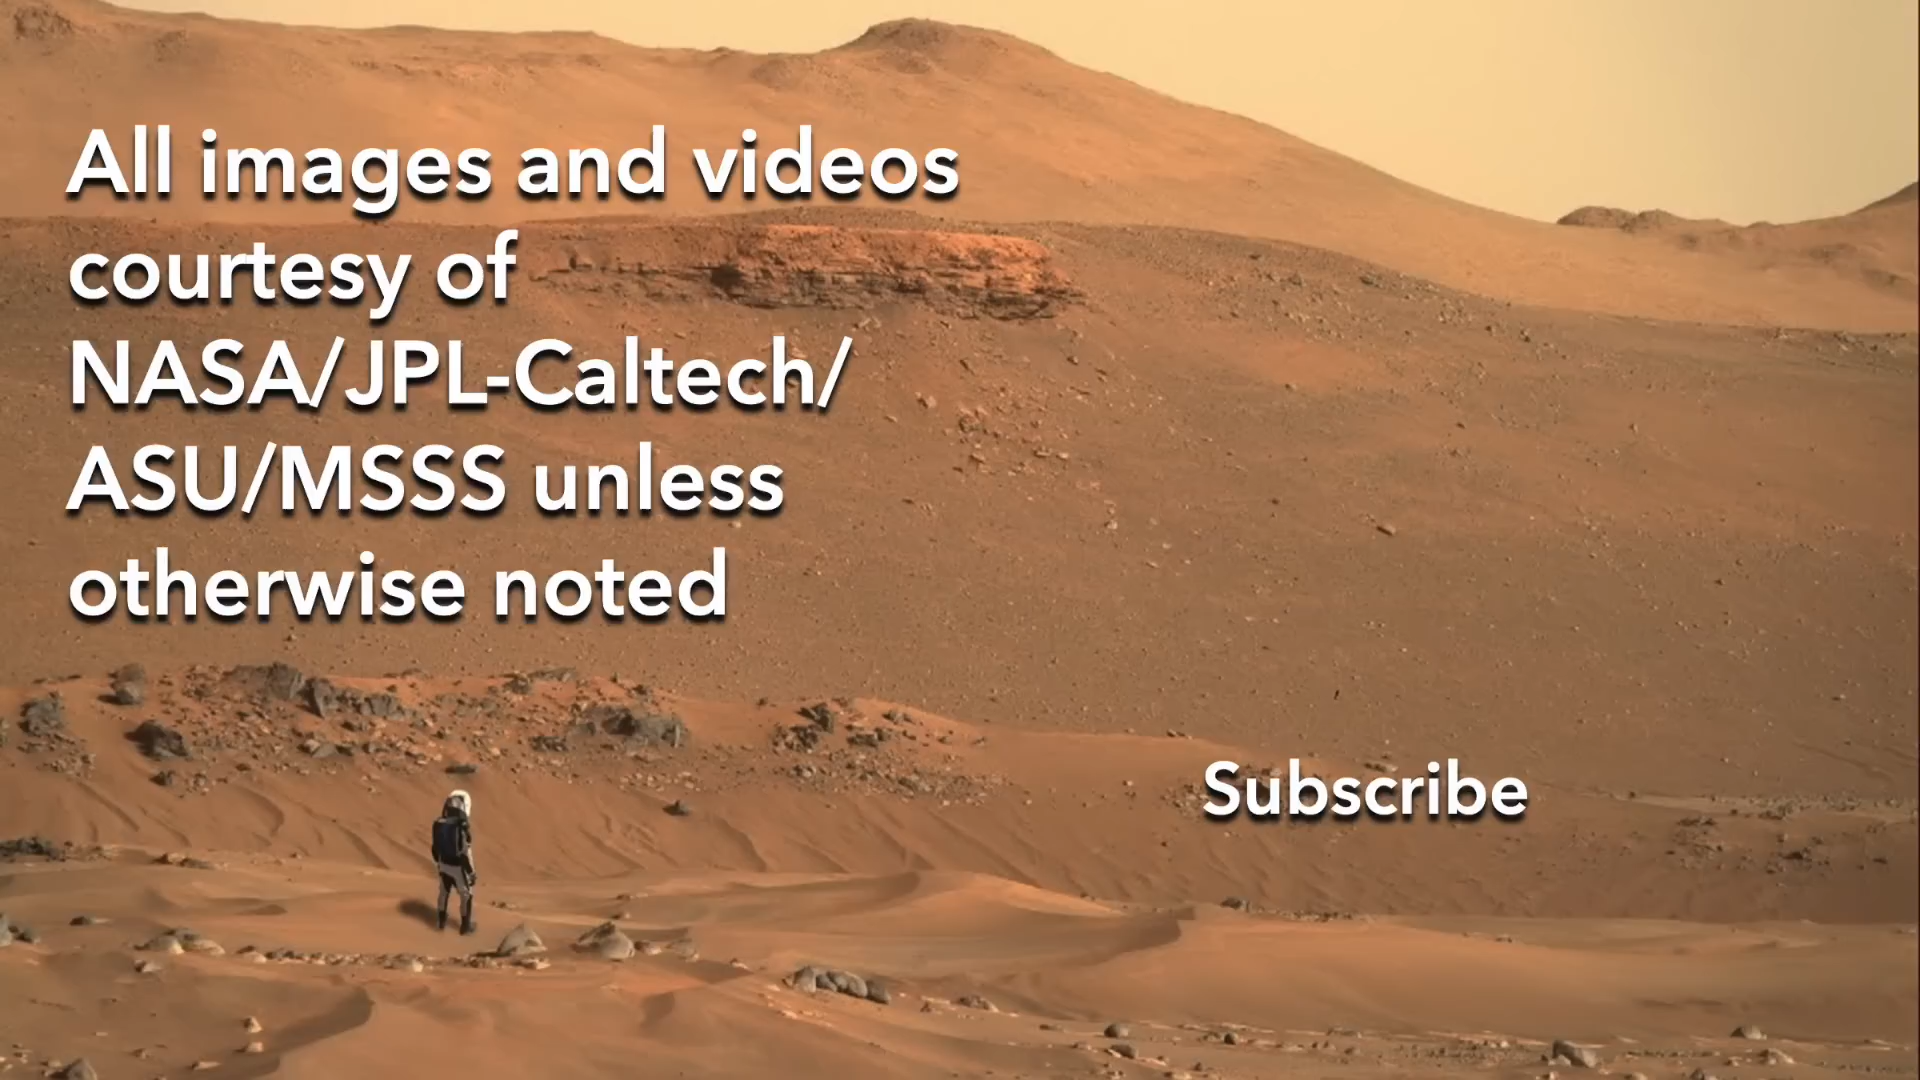 All images and videos
courtesy of
NASA/JPL-Caltech/
ASU/MSSS unless
otherwise noted
Subscribe